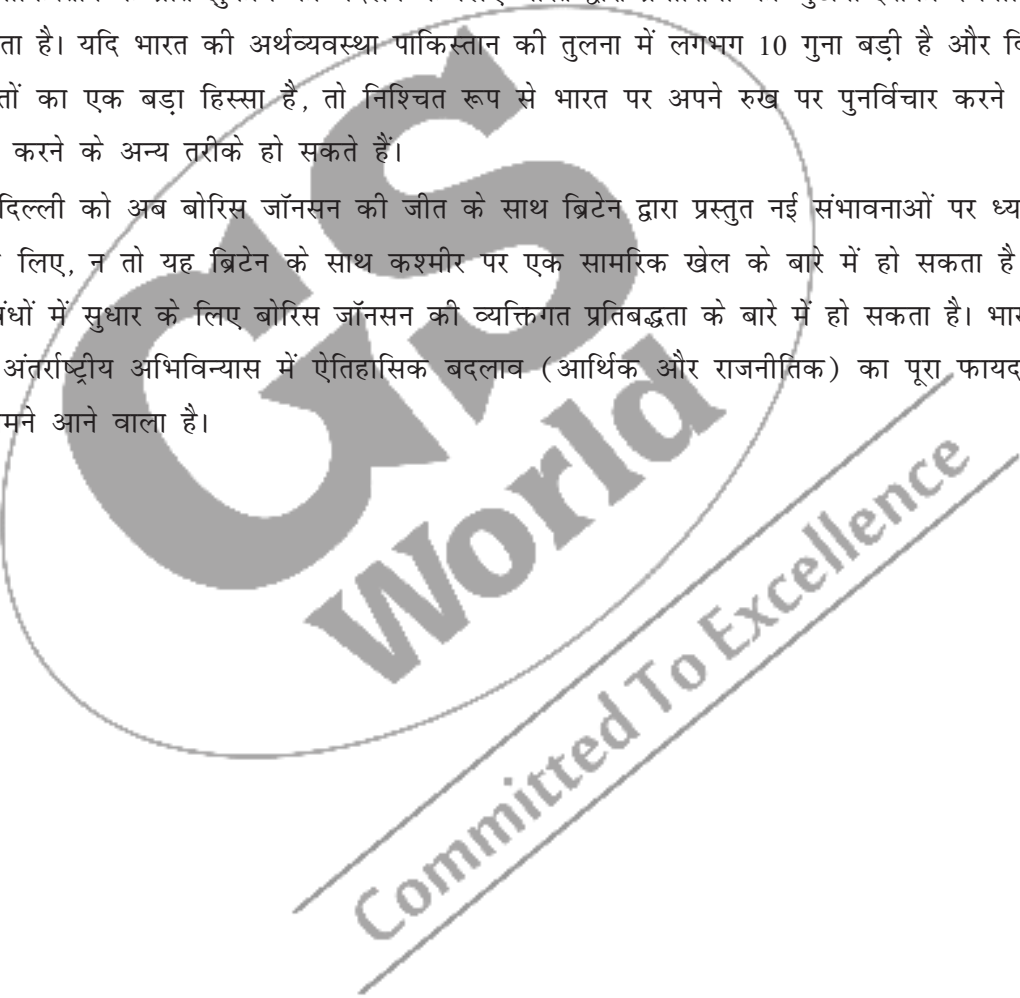 ता है। यदि भारत की अर्थव्यवस्था पाकिस्तान की तुलना में लगभग 10 गुना बड़ी है और
तों का एक बड़ा हिस्सा है, तो निश्चित रूप से भारत पर अपने रुख पर पुनर्विचार करने
करने के अन्य तरीके हो सकते हैं।
दिल्ली को अब बोरिस जॉनसन की जीत के साथ ब्रिटेन द्वारा प्रस्तुत नई संभावनाओं पर ध्य
लिए, न तो यह ब्रिटेन के साथ कश्मीर पर एक सामरिक खेल के बारे में हो सकता है
बंधों में सुधार के लिए बोरिस जॉनसन की व्यक्तिगत प्रतिबद्धता के बारे में हो सकता है। भा
अंतर्राष्ट्रीय अभिविन्यास में ऐतिहासिक बदलाव (आर्थिक और राजनीतिक) का पूरा फायद
मने आने वाला है।
GS
World
Committed To Excellence